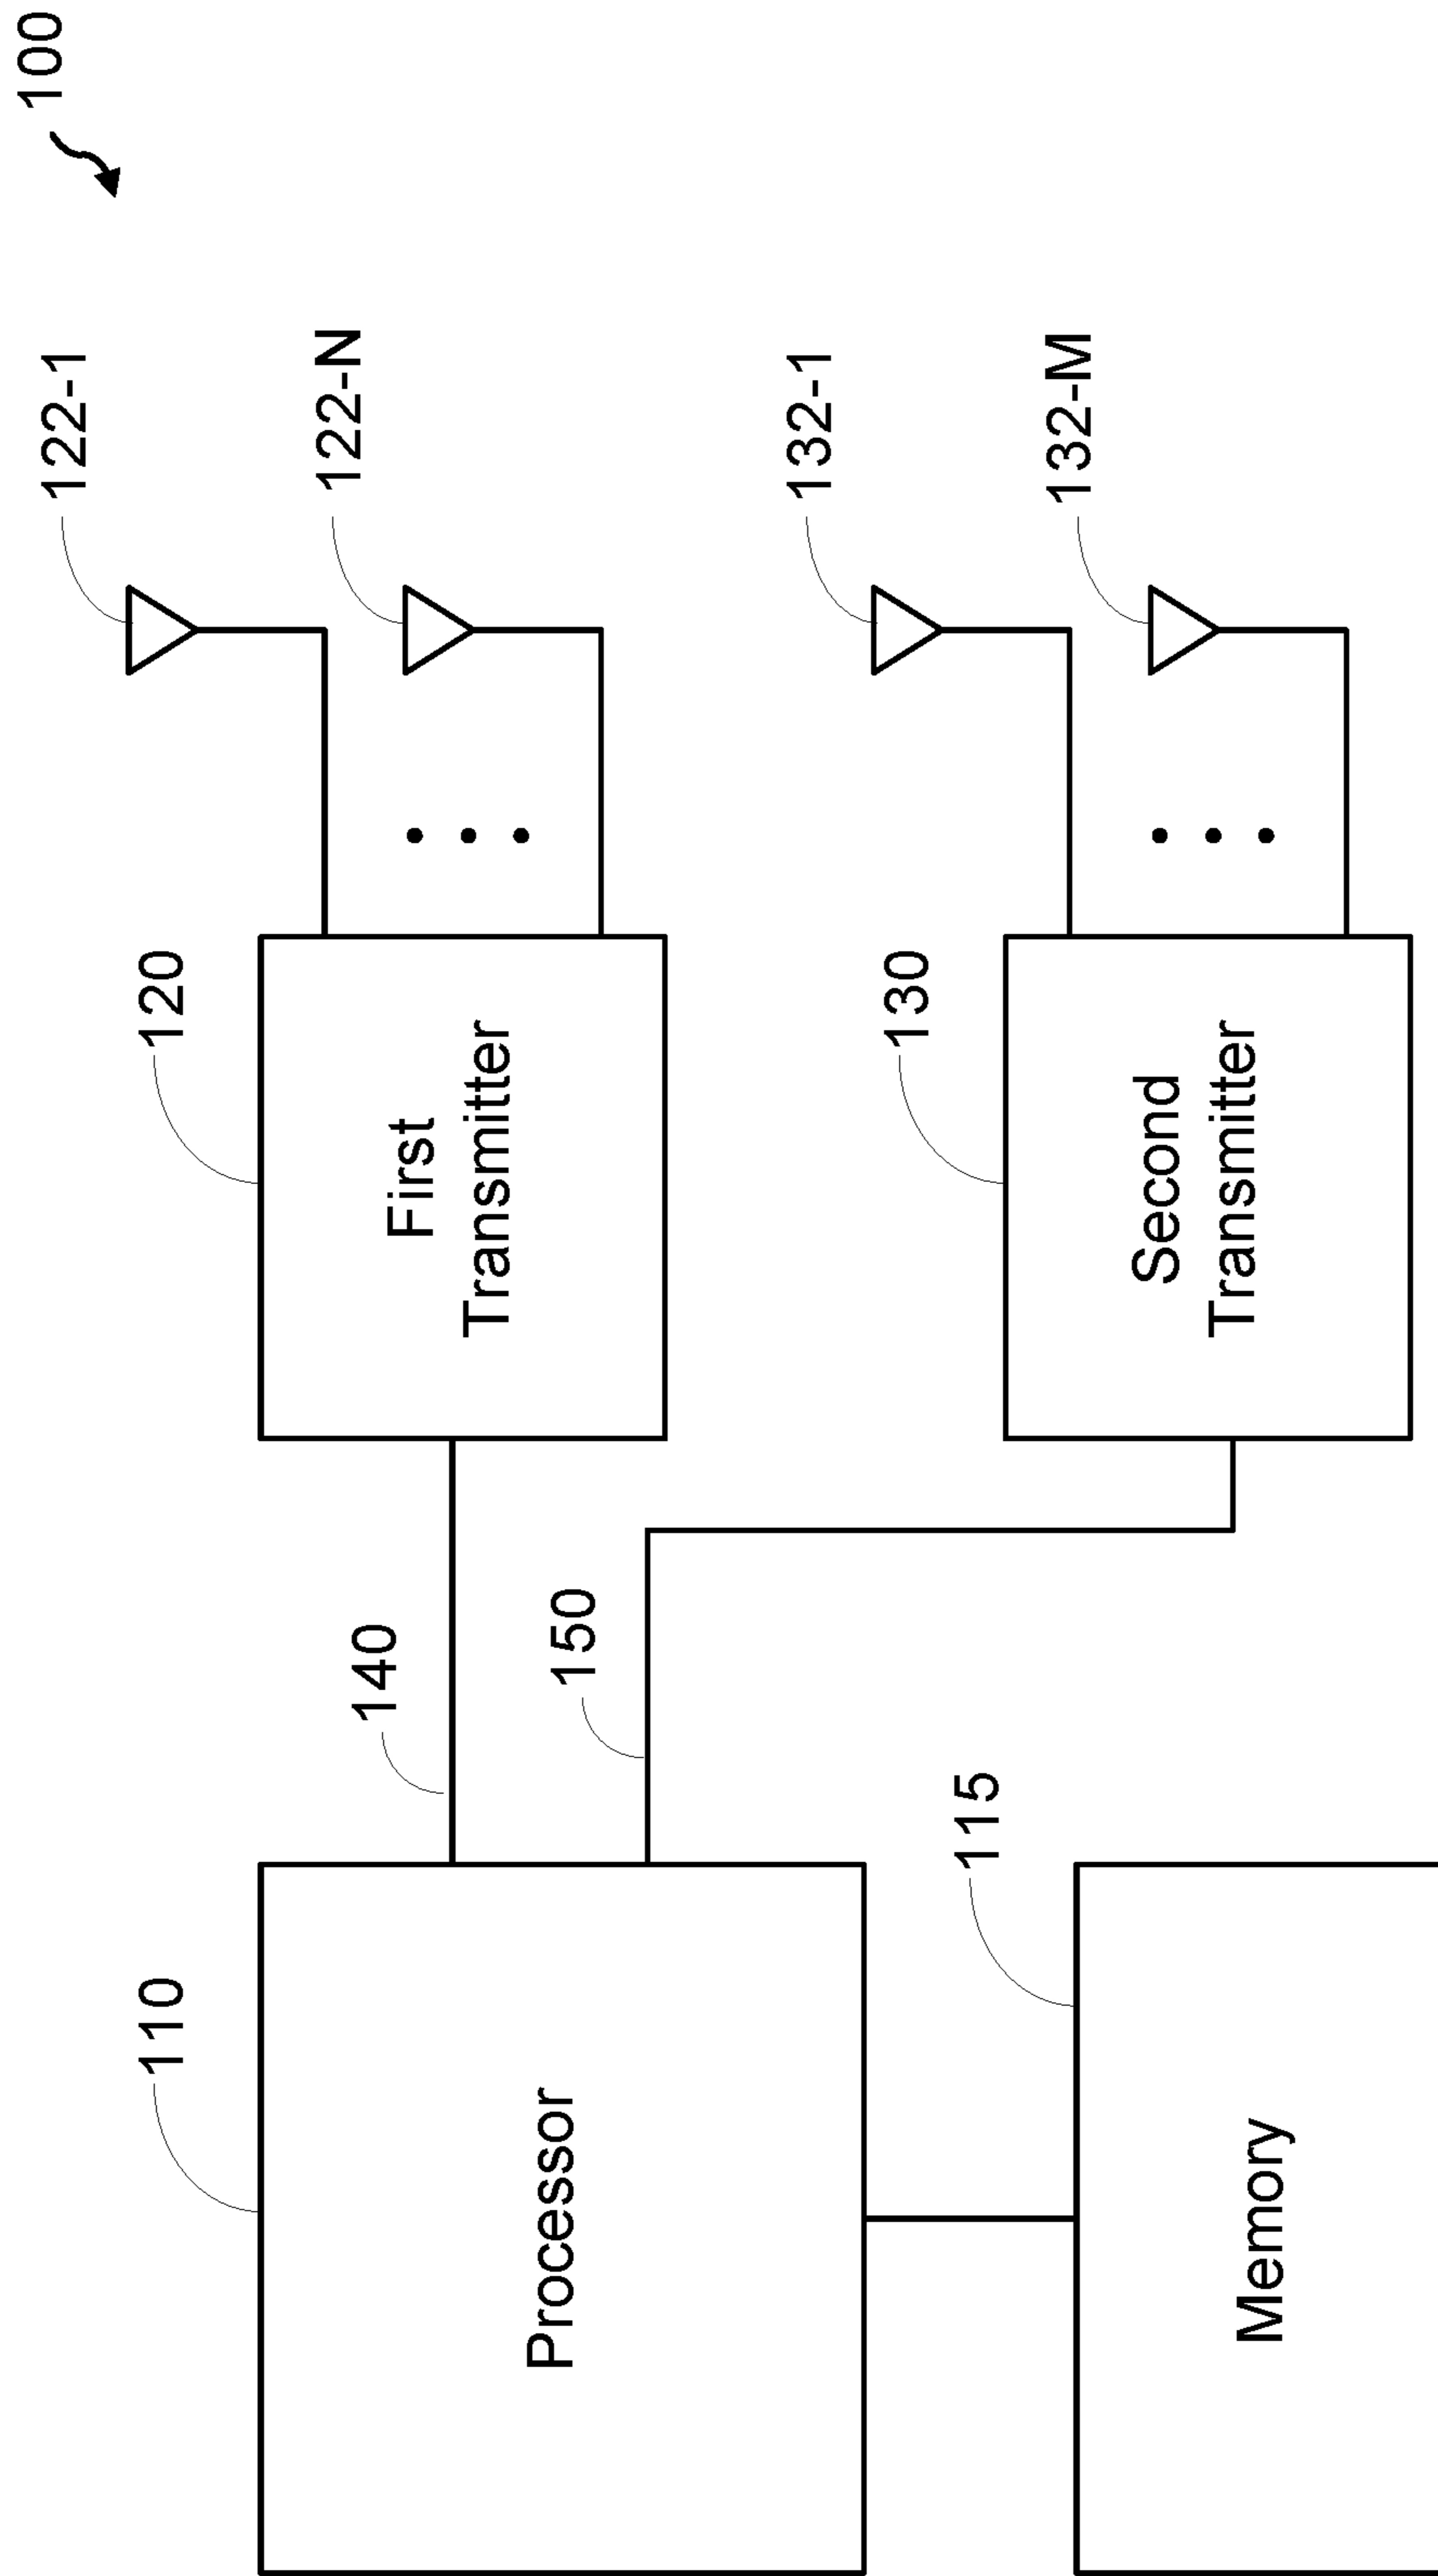 100
122-1
122-N
132-1
132-M
120
First
Transmitter
130
Second
Transmitter
140
150
110
Processor
115
Memory